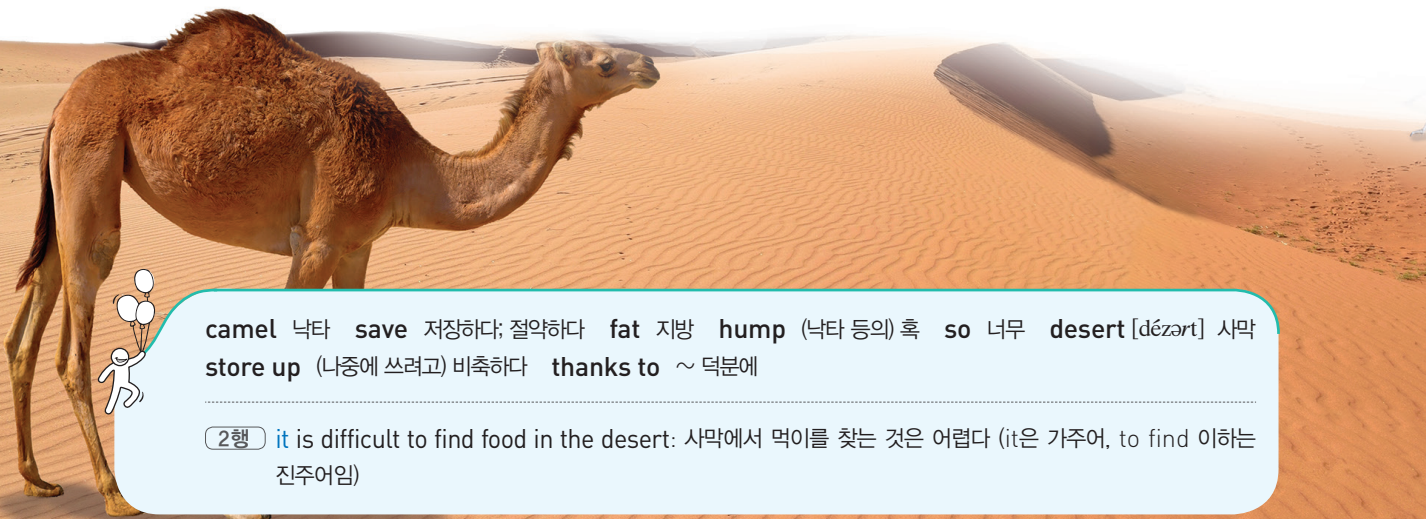 camel 낙타 save 저장하다; 절약하다 fat 지방 hump (낙타 등의) 혹 so 너무 desert [dézərt] 사막
store up (나중에 쓰려고) 비축하다 thanks to ~ 덕분에
2행 it is difficult to find food in the desert: 사막에서 먹이를 찾는 것은 어렵다 (it은 가주어, to find 이하는
진주어임)